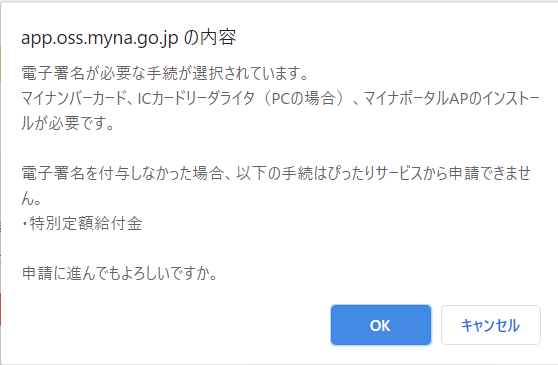 app.oss.myna.go.jp の内容
電子署名が必要な手続が選択されています。
マイナンバーカード、ICカードリーダライタ（PCの場合）、マイナポータルAPのインストー
ルが必要です。
電子署名を付与しなかった場合、以下の手続はぴったりサービスから申請できませ
ん。
・特別定額給付金
申請に進んでもよろしいですか。
OK
キャンセル